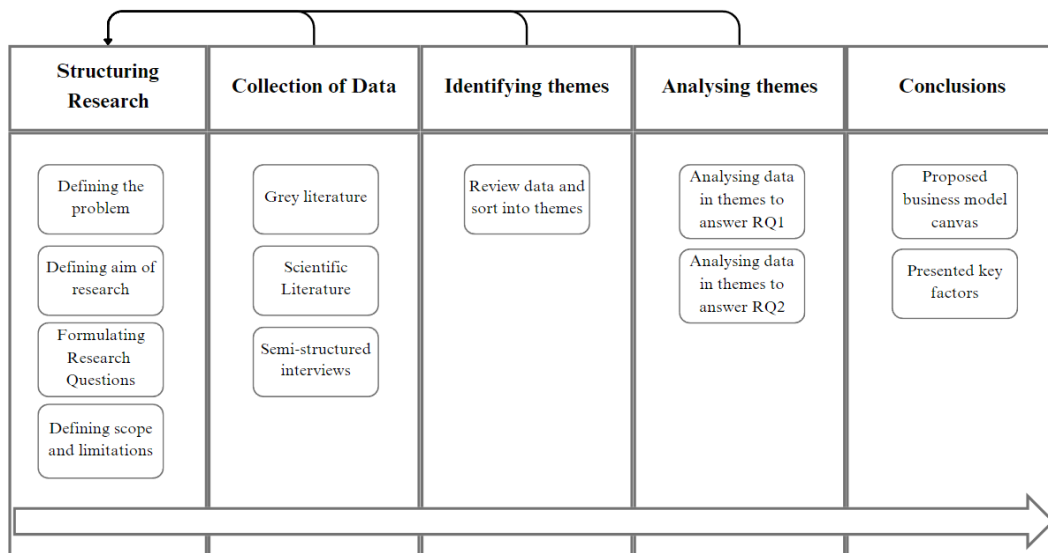 Structuring
Research
Collection of Data
Identifying themes
Analysing themes
Conclusions
Defining the
problem
Defining aim of
research
Formulating
Research
Questions
Defining scope
and limitations
Grey literature
Scientific
Literature
Semi-structured
interviews
Review data and
sort into themes
Analysing data
in themes to
answer RQ1
Analysing data
in themes to
answer RQ2
Proposed
business model
canvas
Presented key
factors